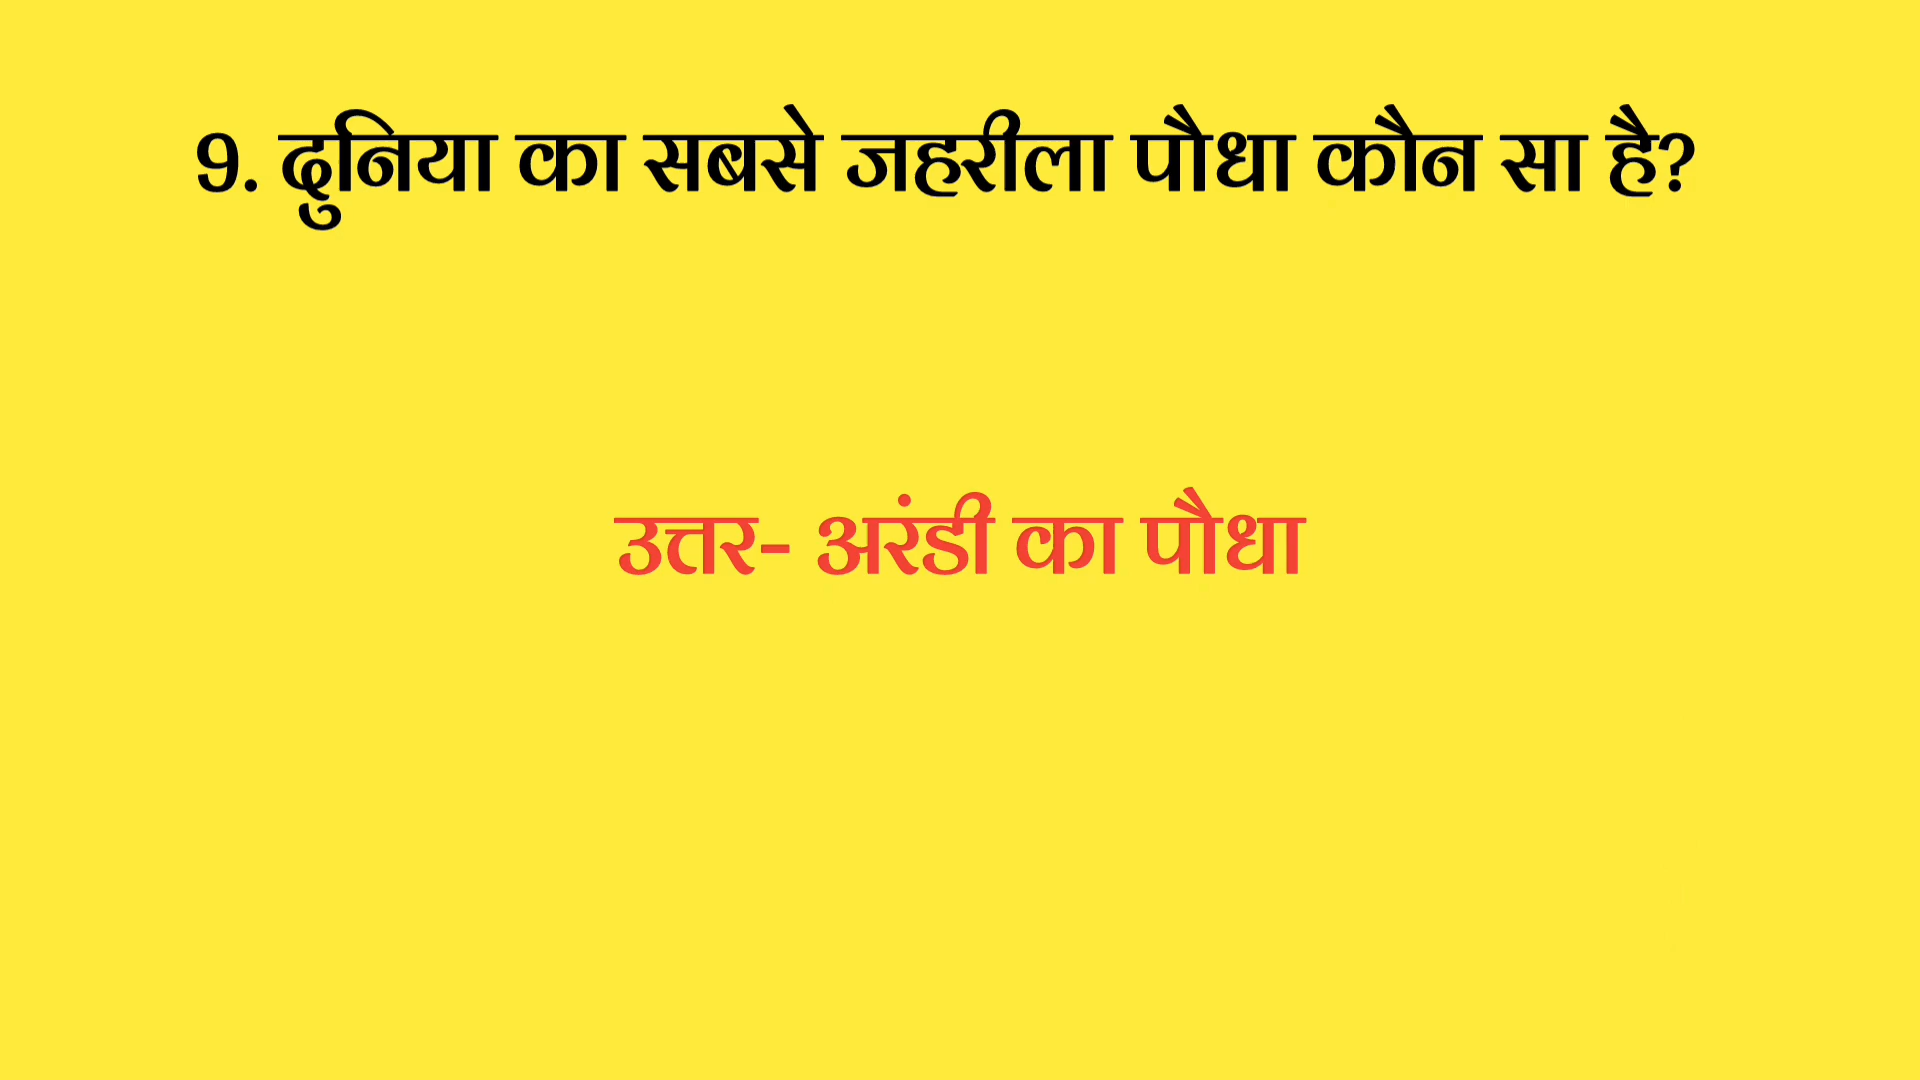 9. दुनिया का सबसे जहरीला पौधा कौन सा है?
उत्तर- अरंडी का पौधा